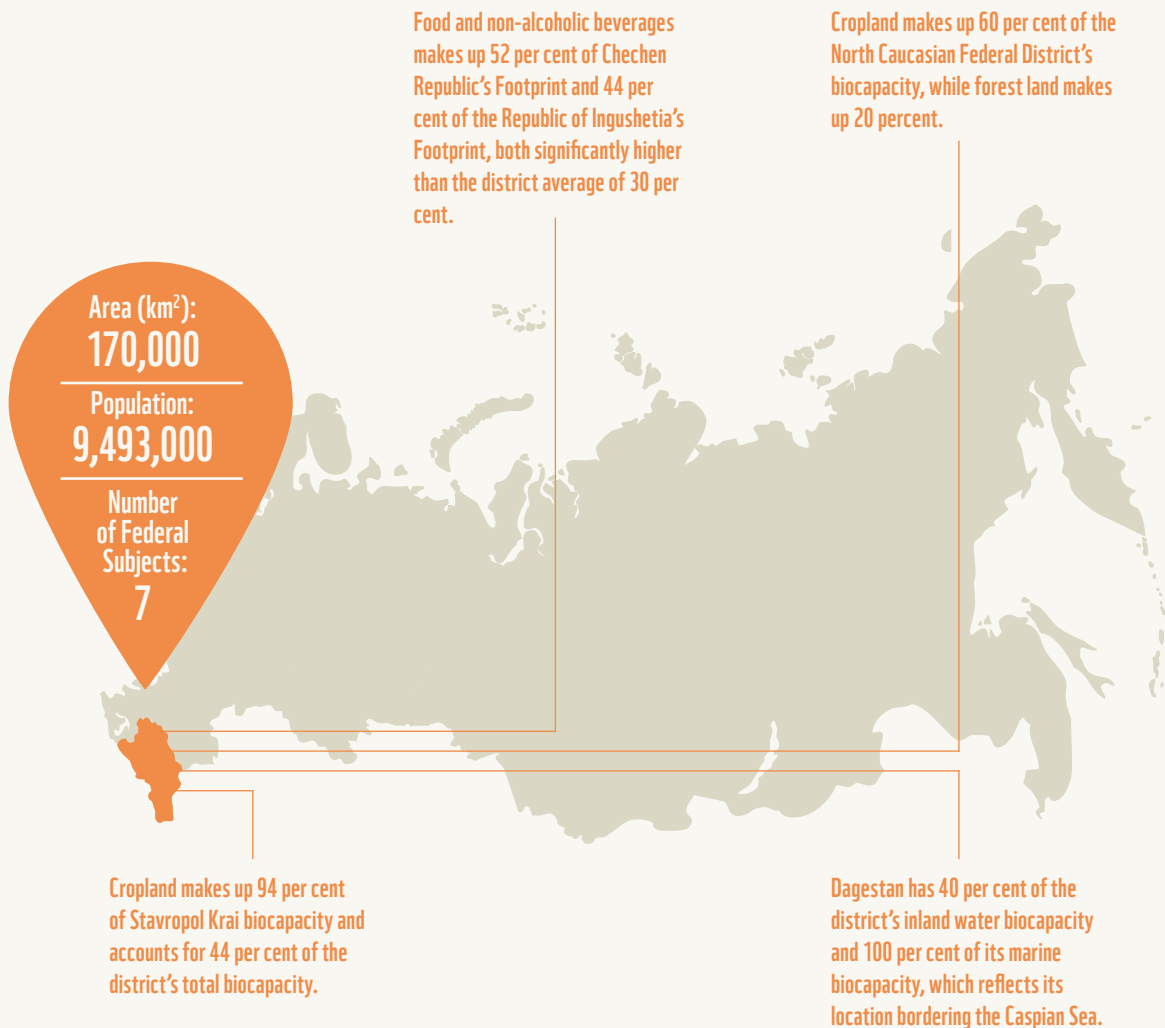 Food and non-alcoholic beverages
makes up 52 per cent of Chechen
Republic's Footprint and 44 per
cent of the Republic of Ingushetia's
Footprint, both significantly higher
than the district average of 30 per
cent.
Cropland makes up 60 per cent of the
North Caucasian Federal District's
biocapacity, while forest land makes
up 20 percent.
Area (km²):
170,000
Population:
9,493,000
Number
of Federal
Subjects:
7
Cropland makes up 94 per cent
of Stavropol Krai biocapacity and
accounts for 44 per cent of the
district's total biocapacity.
Dagestan has 40 per cent of the
district's inland water biocapacity
and 100 per cent of its marine
biocapacity, which reflects its
location bordering the Caspian Sea.